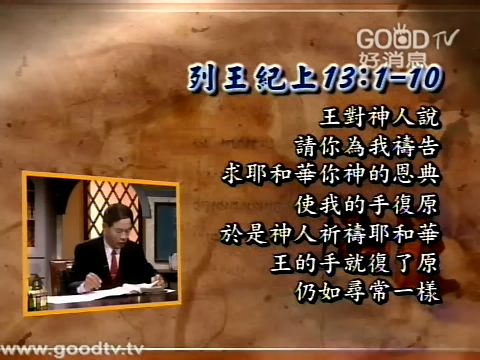 GOOD TV
好消息
列王紀上13:1-10
王對神人說
請你為我禱告
求耶和華你神的恩典
使我的手復原
於是神人祈禱耶和華
王的手就復了原
仍如尋常一樣
www.goodtv.tv